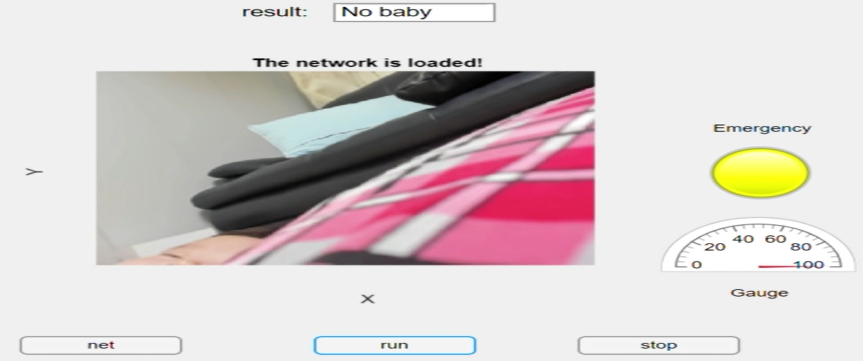 result: No baby
The network is loaded!
Y
Emergency
0 20 40 60 80 100
X
Gauge
net run stop